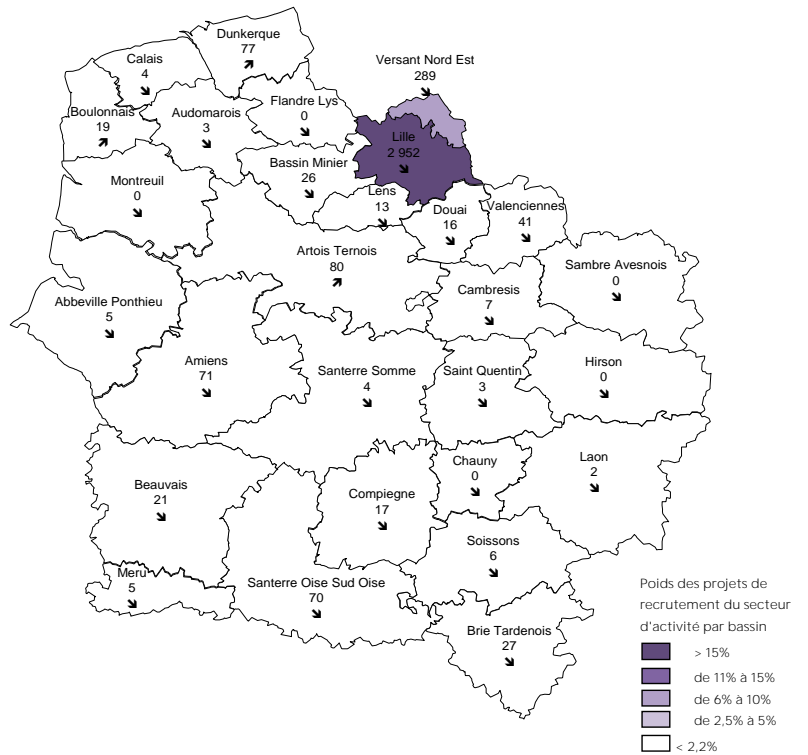 Dunkerque
77
Calais
4
Versant Nord Est
289
Boulonnais
19
Audomarois
3
Flandre Lys
0
Lille
2 952
Bassin Minier
26
Montreuil
0
Lens
13
Douai
16
Valenciennes
41
Artois Ternois
80
Sambre Avesnois
0
Abbeville Ponthieu
5
Cambresis
7
Amiens
71
Santerre Somme
4
Saint Quentin
3
Hirson
0
Beauvais
21
Compiegne
17
Chauny
0
Laon
2
Soissons
6
Meru
5
Santerre Oise Sud Oise
70
Brie Tardenois
27
Poids des projets de
recrutement du secteur
d'activité par bassin
> 15%
de 11% à 15%
de 6% à 10%
de 2,5% à 5%
< 2,2%